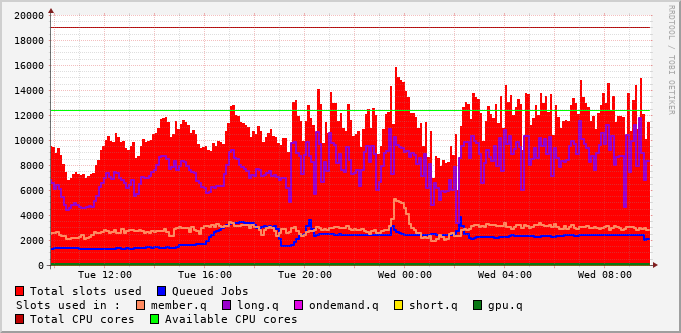 RRDTOOL / TOBI OETIKER
20000
18000
16000
14000
12000
10000
8000
6000
4000
2000
0
Tue 12:00 Tue 16:00 Tue 20:00 Wed 00:00 Wed 04:00 Wed 08:00
Total slots used Queued Jobs
Slots used in : member.q long.q ondemand.q short.q gpu.q
Total CPU cores Available CPU cores